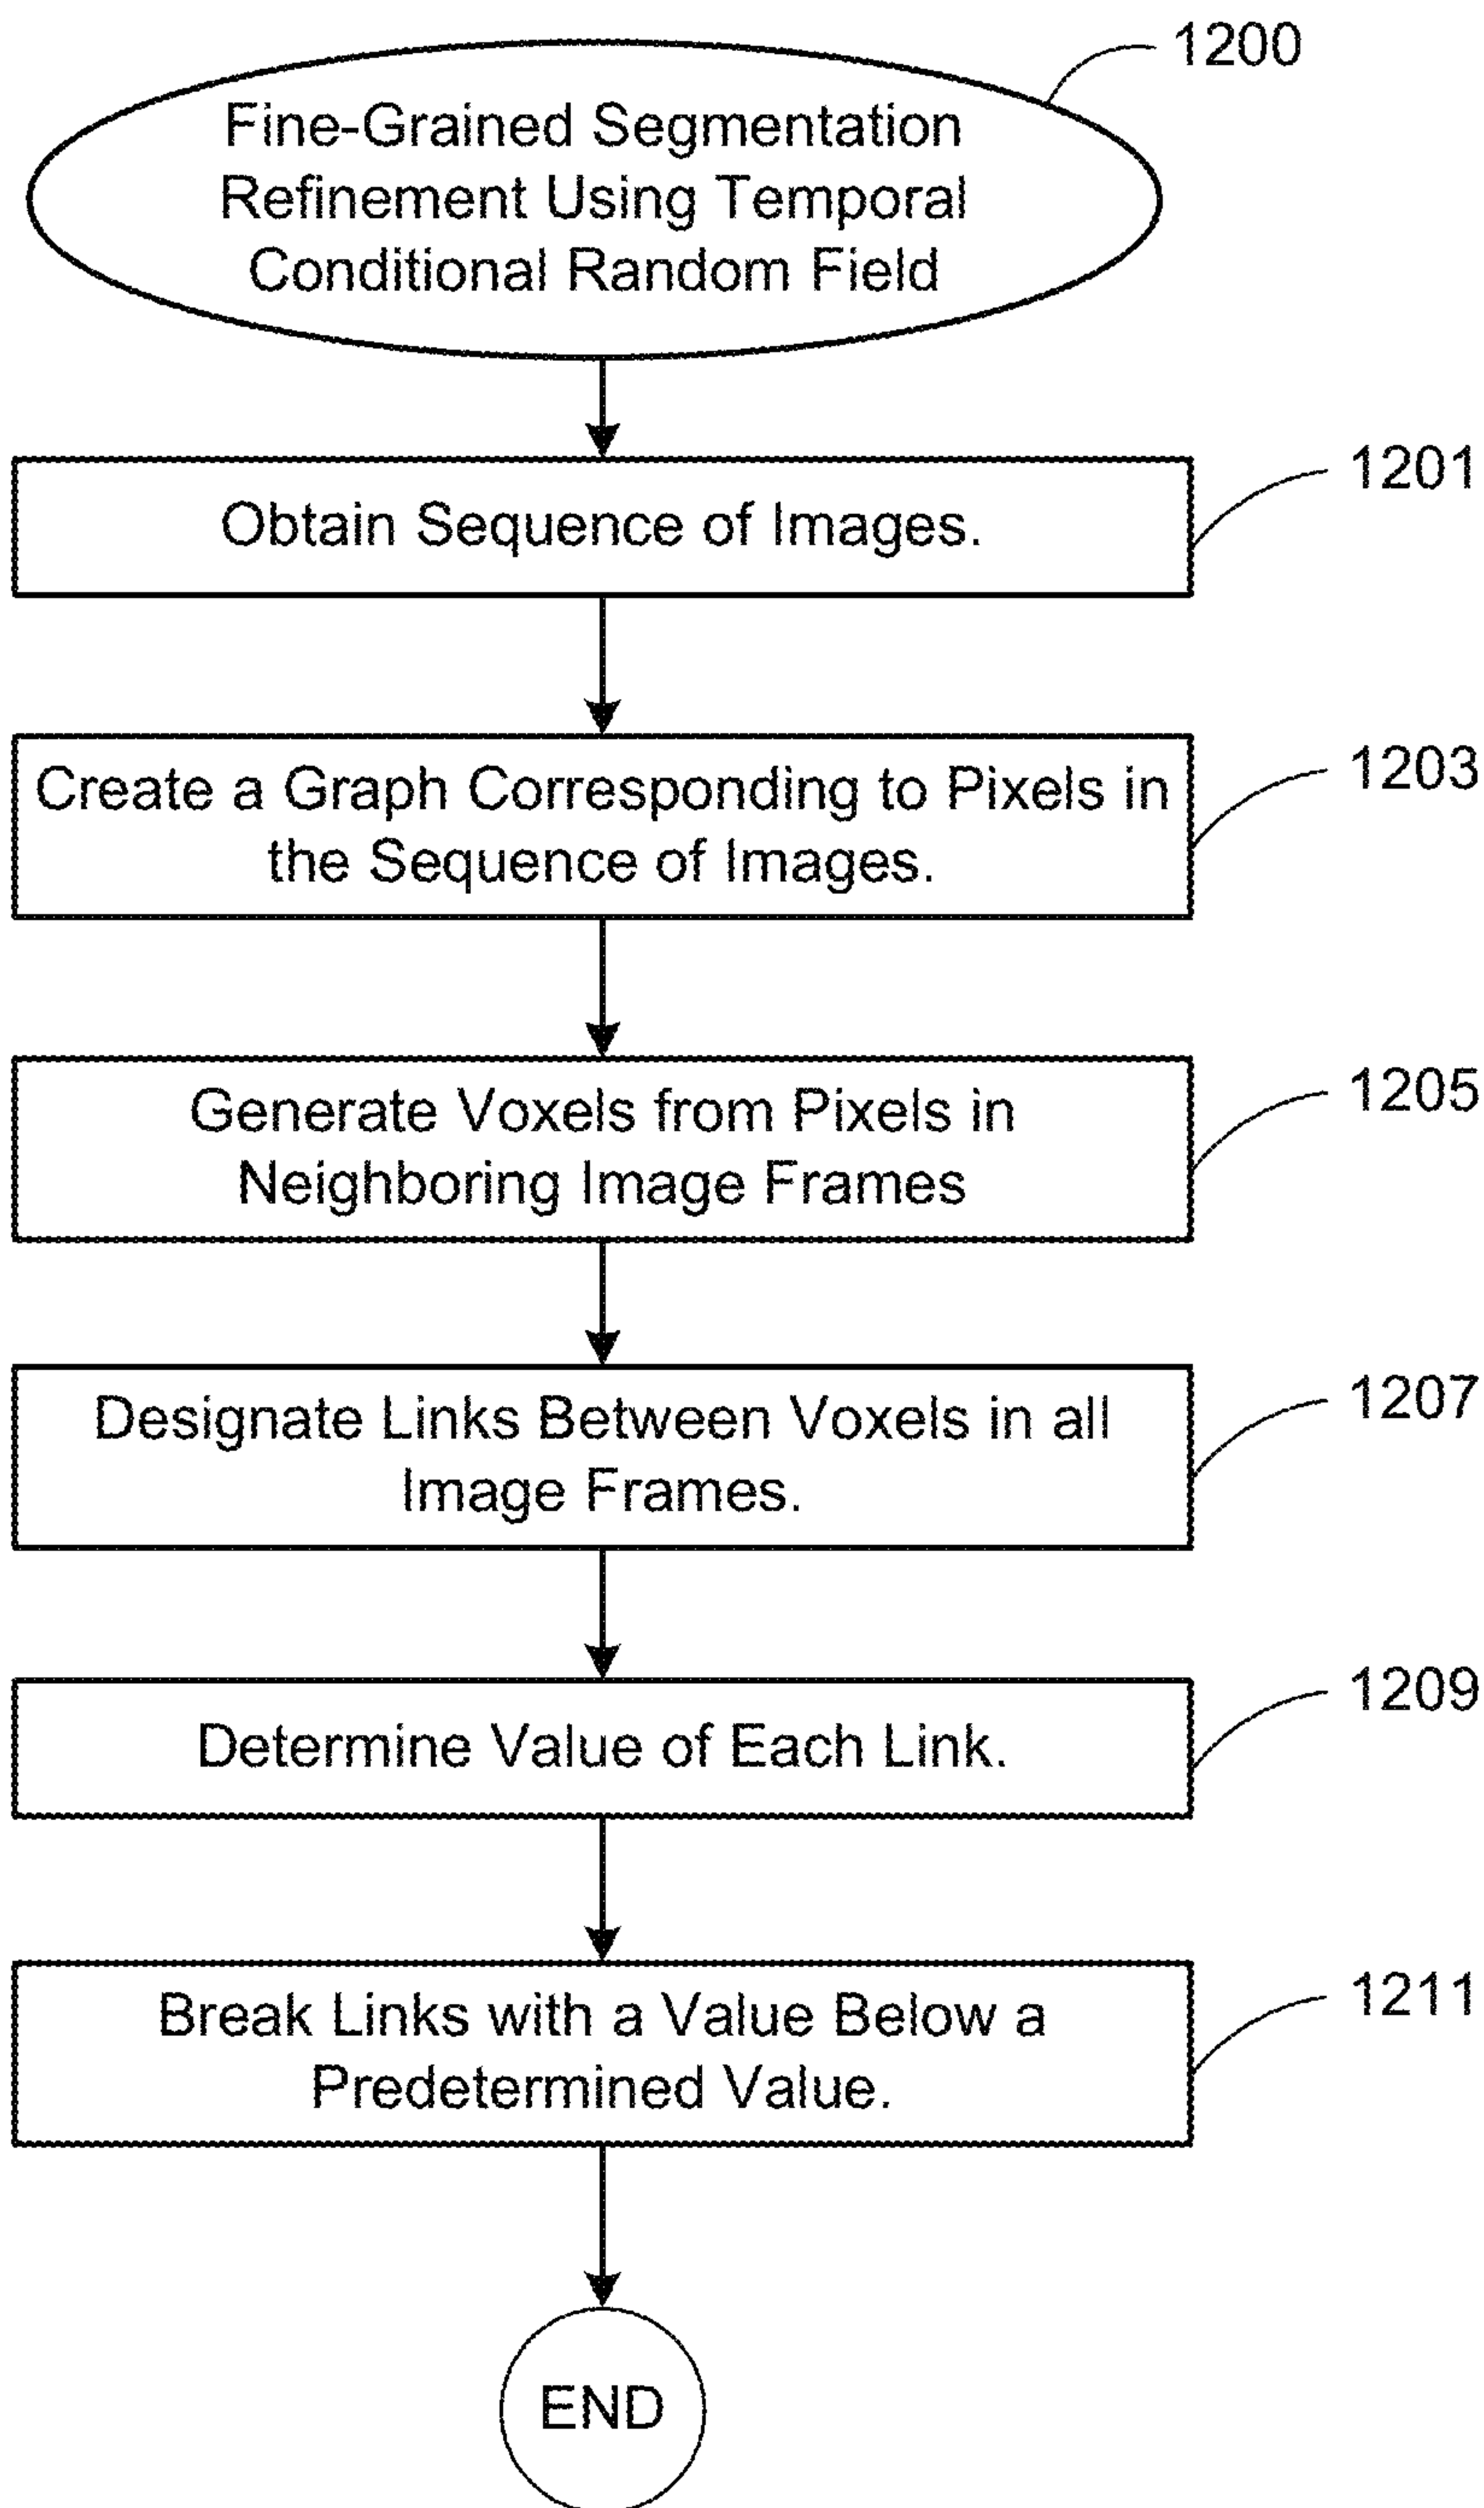 1200
Fine-Grained Segmentation
Refinement Using Temporal
Conditional Random Field
1201
Obtain Sequence of Images.
1203
Create a Graph Corresponding to Pixels in
the Sequence of Images.
1205
Generate Voxels from Pixels in
Neighboring Image Frames
1207
Designate Links Between Voxels in all
Image Frames.
1209
Determine Value of Each Link.
1211
Break Links with a Value Below a
Predetermined Value.
END